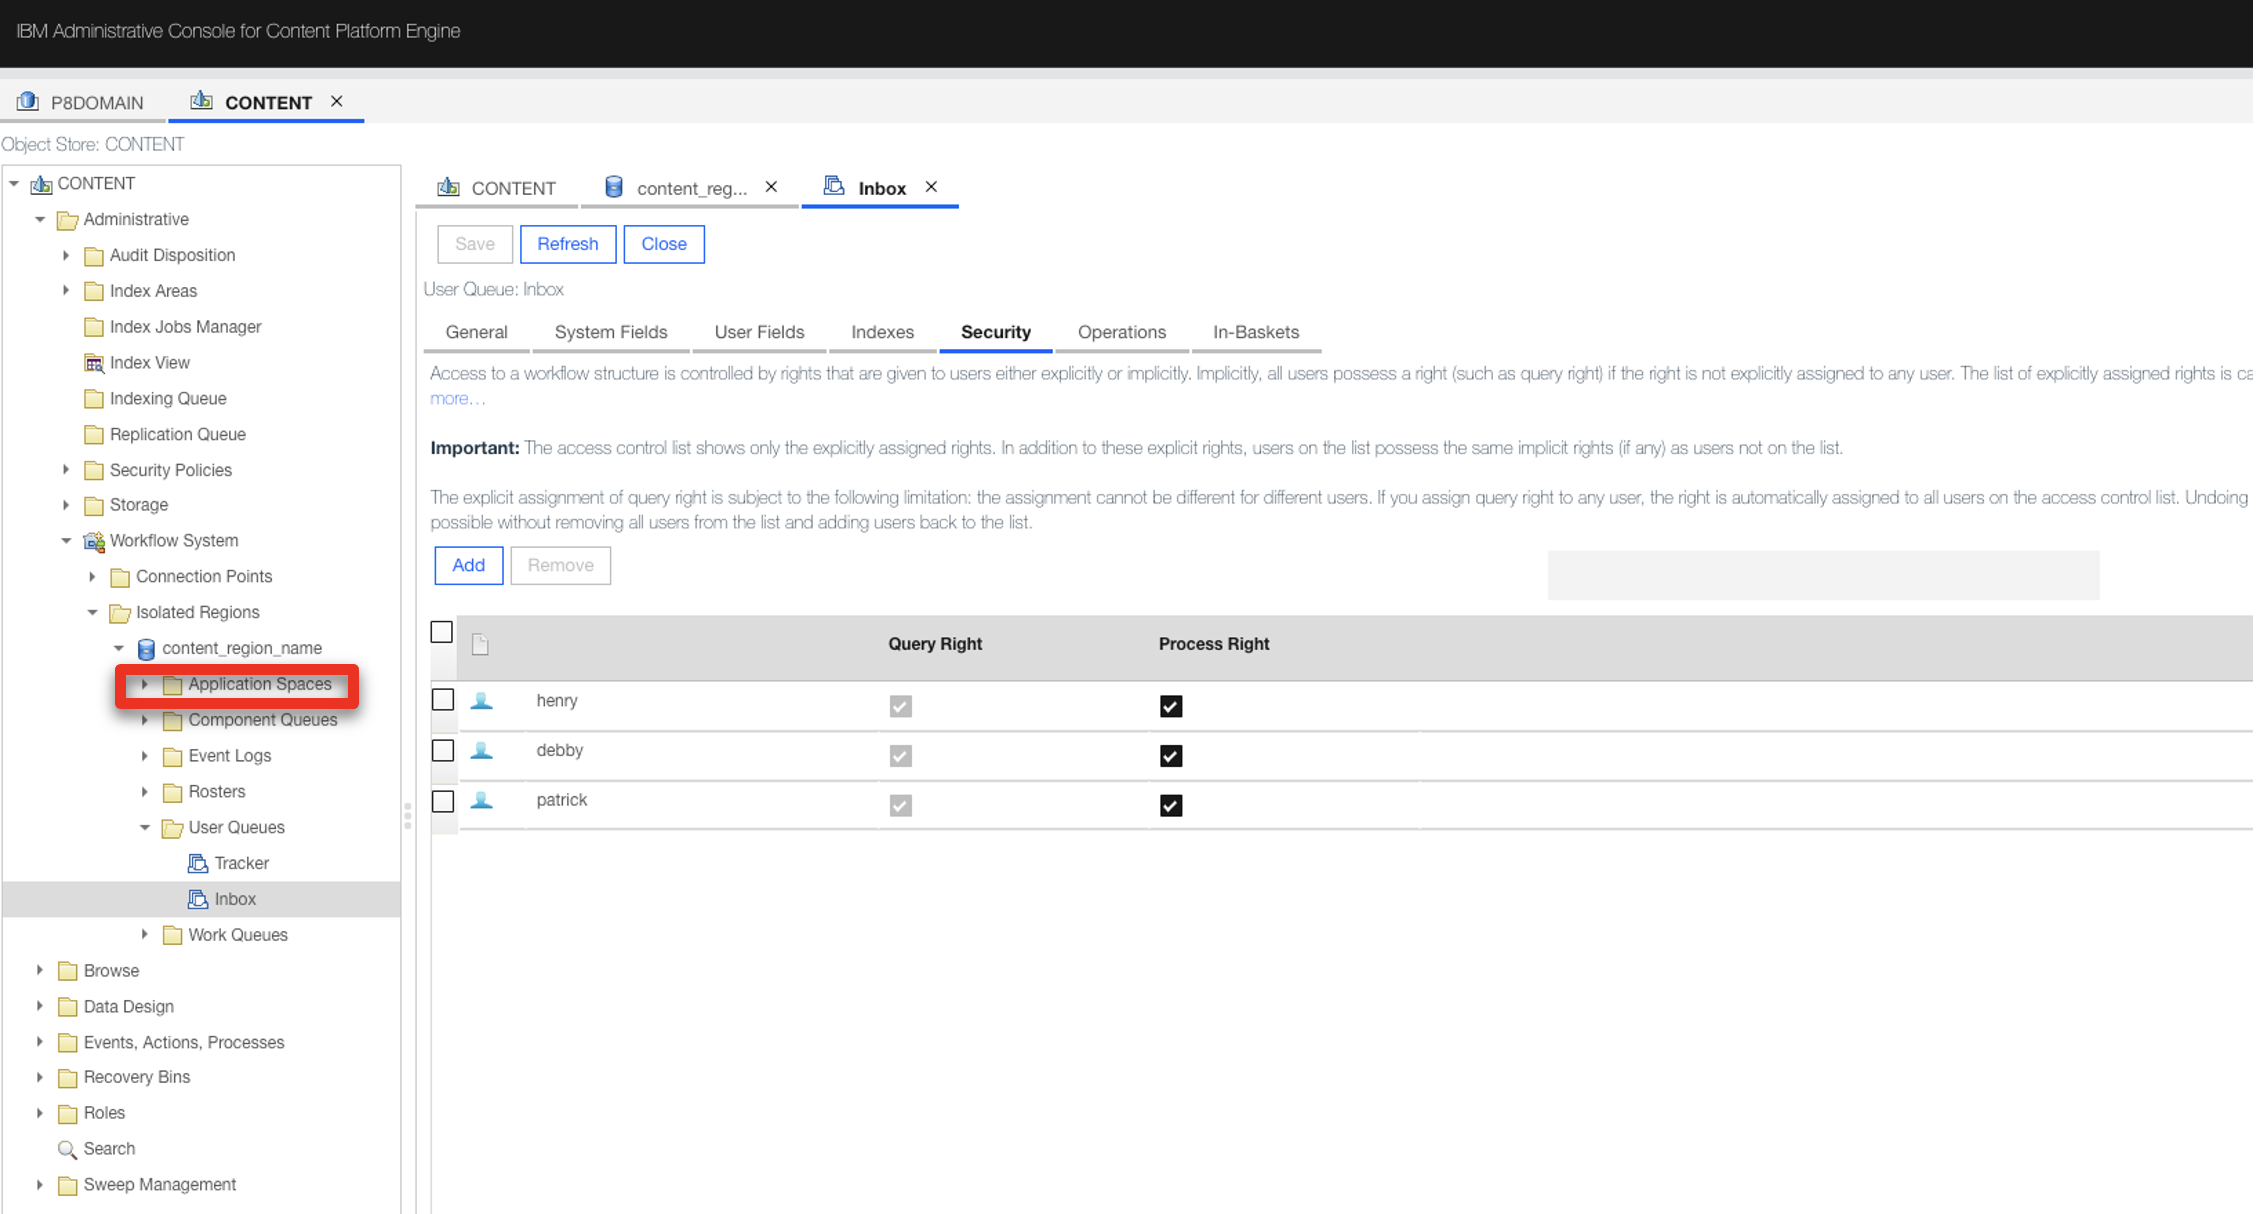 IBM Administrative Console for Content Platform Engine
P8DOMAIN
CONTENT
Object Store: CONTENT
CONTENT
Administrative
Audit Disposition
Index Areas
Index Jobs Manager
Index View
Indexing Queue
Replication Queue
Security Policies
Storage
Workflow System
Connection Points
Isolated Regions
content_region_name
Application Spaces
Component Queues
Event Logs
Rosters
User Queues
Tracker
Inbox
Work Queues
Browse
Data Design
Events, Actions, Processes
Recovery Bins
Roles
Search
Sweep Management
CONTENT
content_reg...
Inbox
Save
Refresh
Close
User Queue: Inbox
General
System Fields
User Fields
Indexes
Security
Operations
In-Baskets
Access to a workflow structure is controlled by rights that are given to users either explicitly or implicitly. Implicitly, all users possess a right (such as query right) if the right is not explicitly assigned to any user. The list of explicitly assigned rights is ca
more...
Important: The access control list shows only the explicitly assigned rights. In addition to these explicit rights, users on the list possess the same implicit rights (if any) as users not on the list.
The explicit assignment of query right is subject to the following limitation: the assignment cannot be different for different users. If you assign query right to any user, the right is automatically assigned to all users on the access control list. Undoing
possible without removing all users from the list and adding users back to the list.
Add
Remove
Query Right
Process Right
henry
debby
patrick